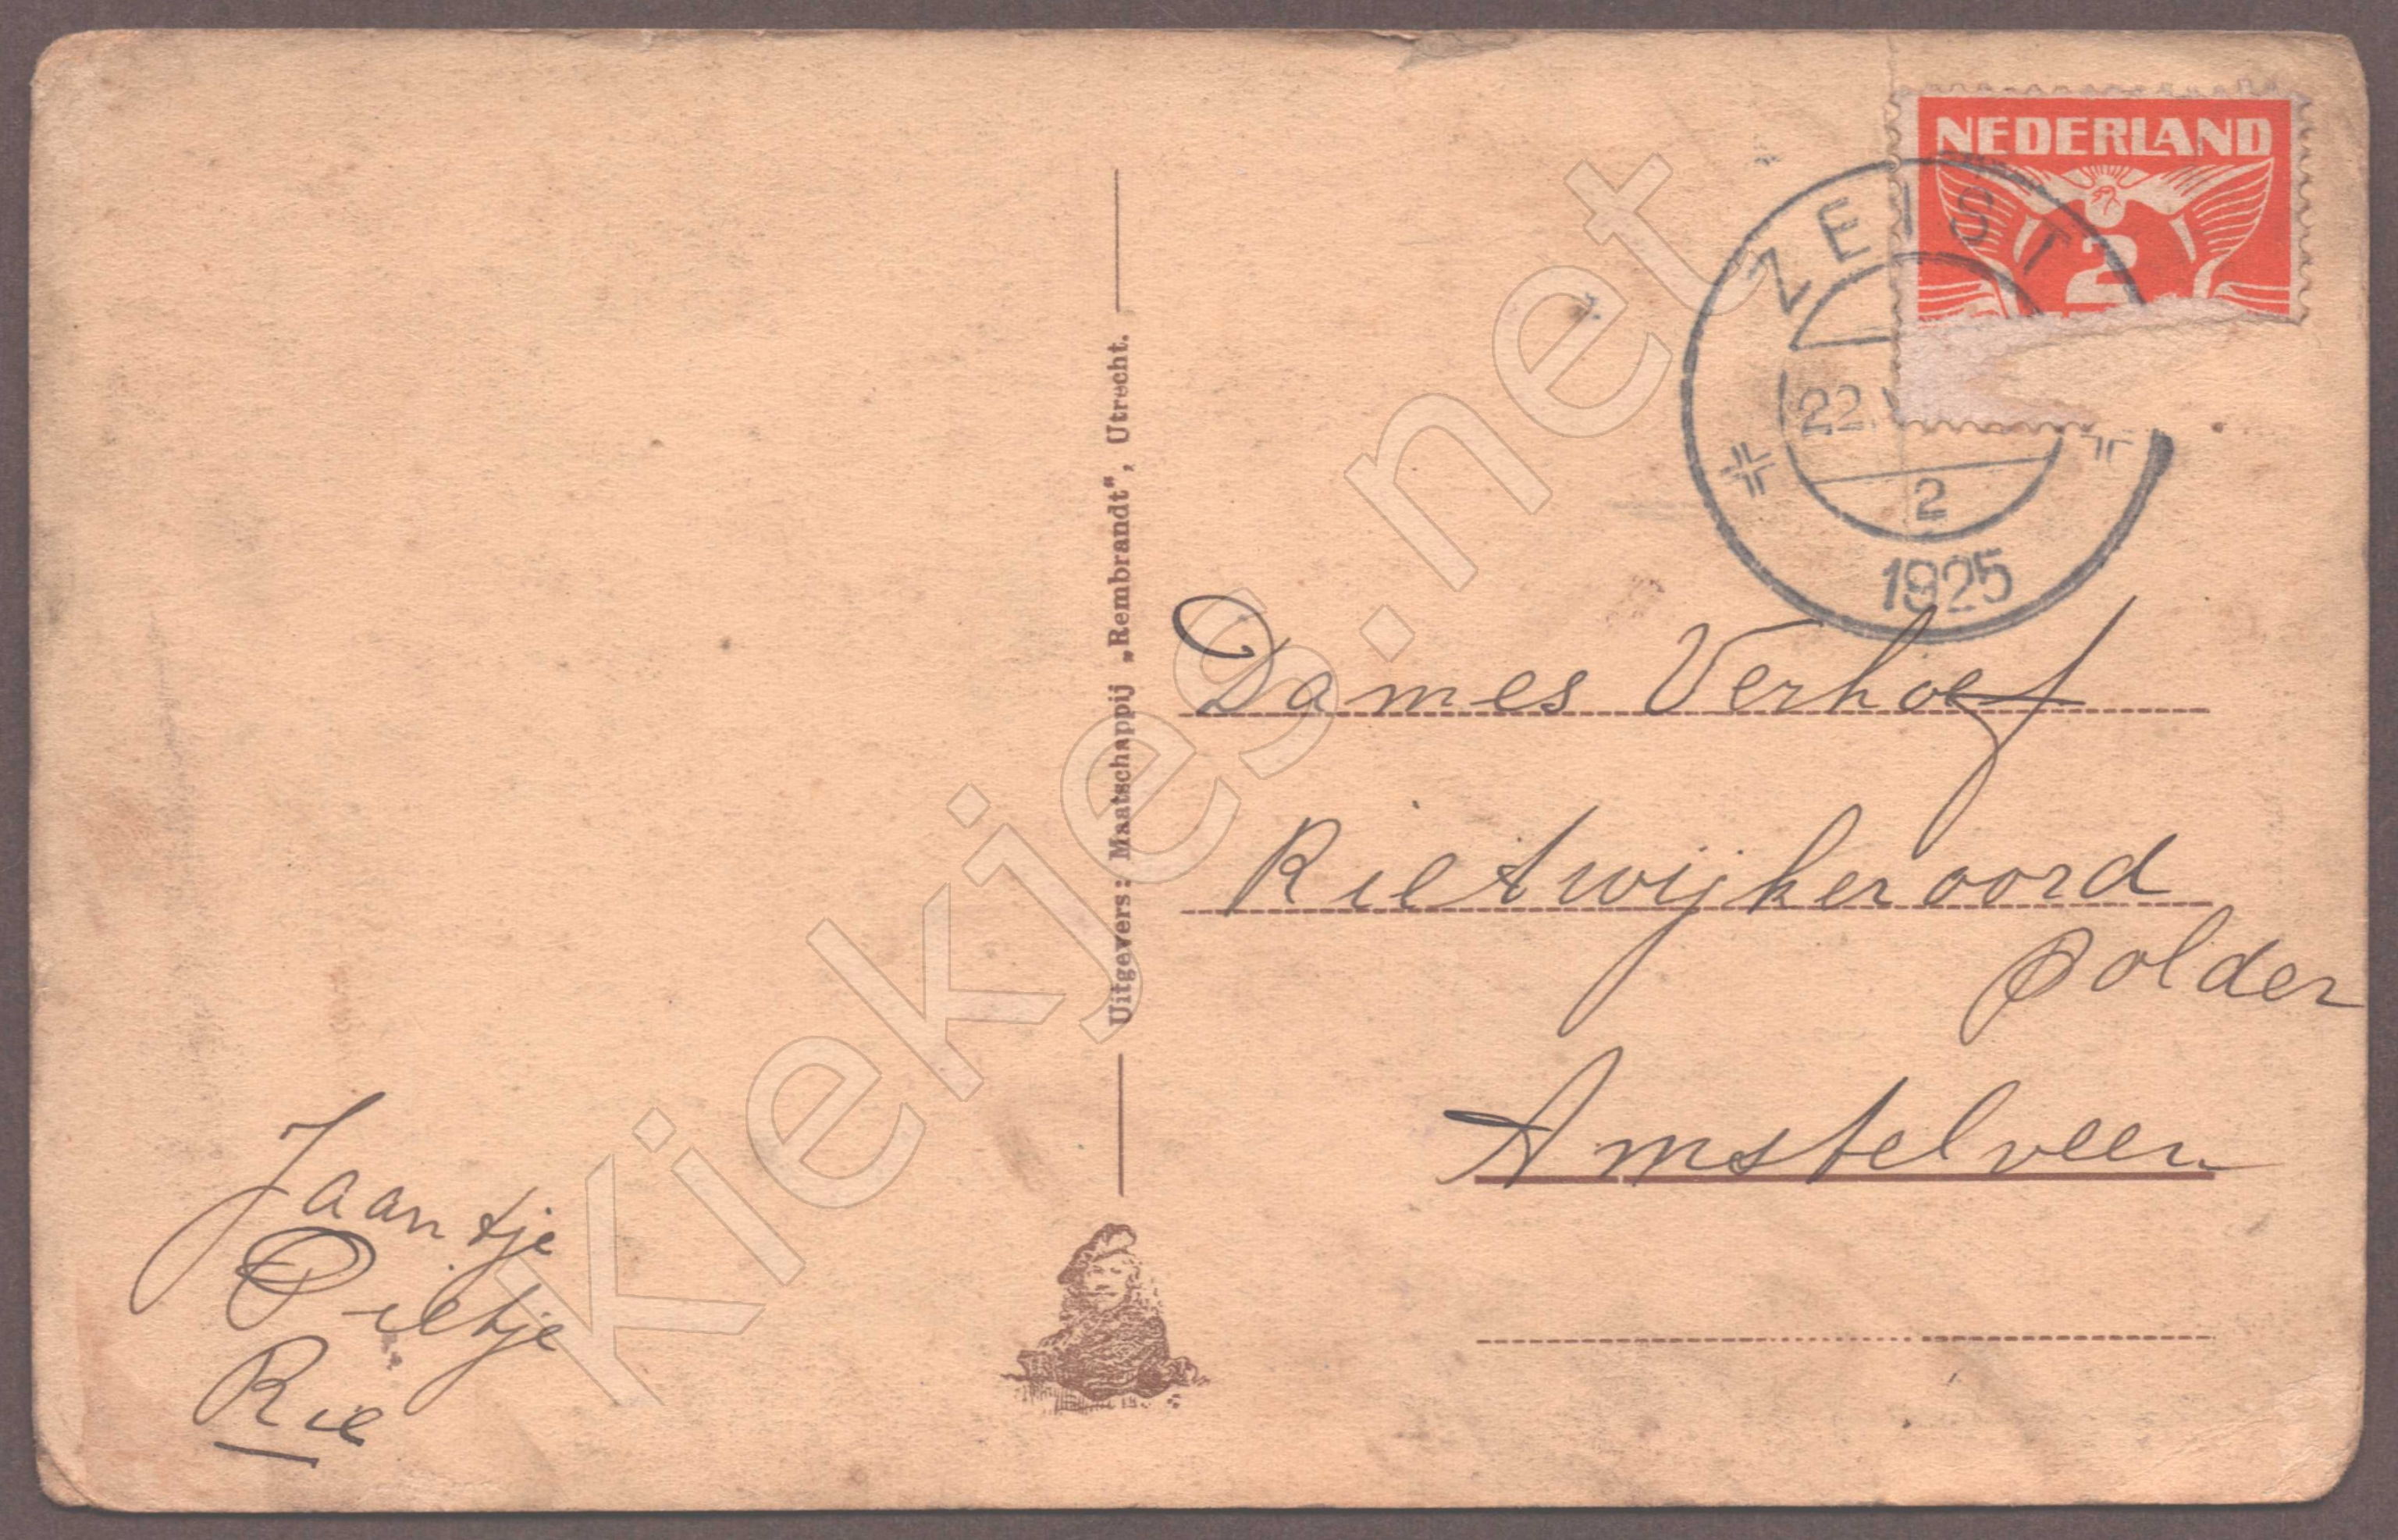 Jaantje
Pietje
Rie
Uitgevers: Maatschappij „Rembrandt", Utrecht.
NEDERLAND
2
ZEIST
22
2
1925
Dames Verhoef
Rietwijkeroord
Polder
Amstelveen
Kiekjes.net